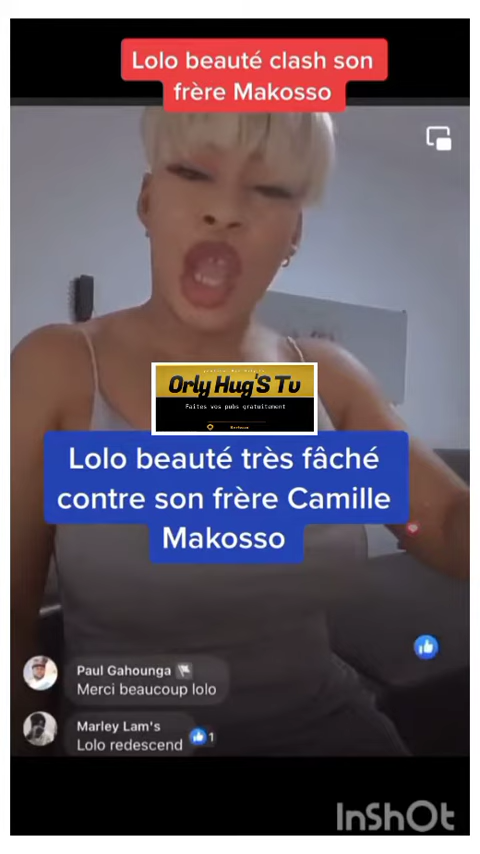 Lolo beauté clash son
frère Makosso
Orly Hug'S Tv
Faites vos pubs gratuitement
Lolo beauté très fâché
contre son frère Camille
Makosso
Paul Gahounga
Merci beaucoup lolo
Marley Lam's
Lolo redescend
1
InShOt